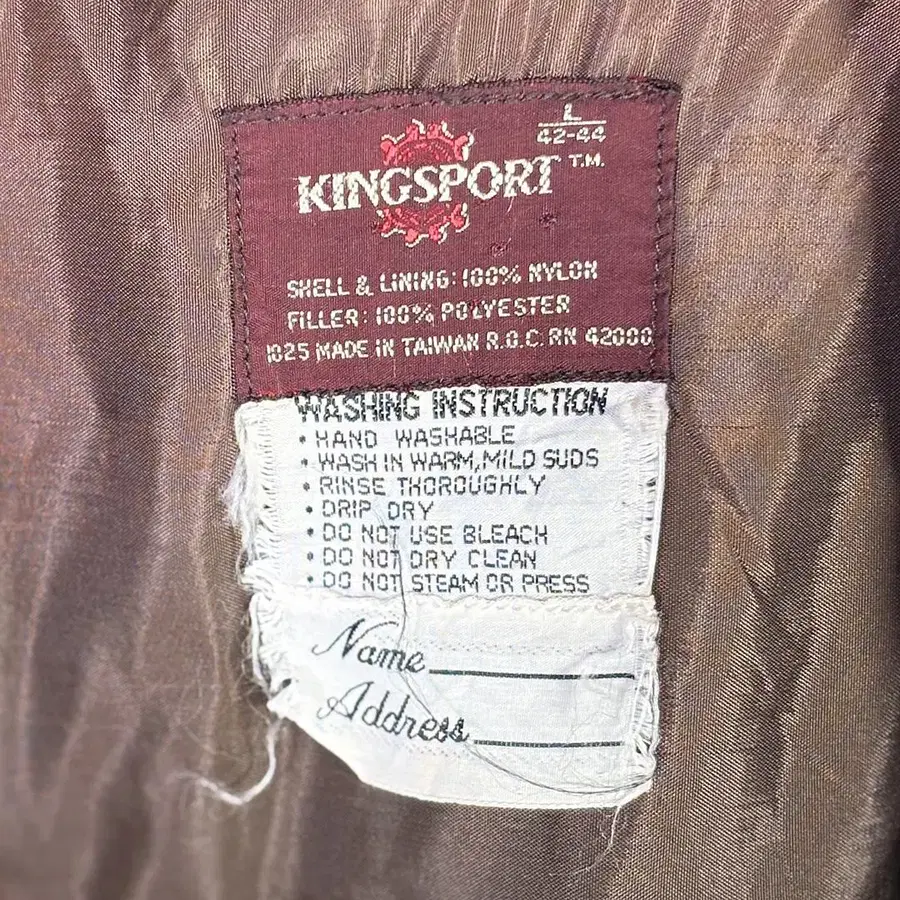 L
42-44
KINGSPORT T.M.
SHELL & LINING: 100% NYLON
FILLER: 100% POLYESTER
1025 MADE IN TAIWAN R.O.C. RN 42000
WASHING INSTRUCTION
• HAND WASHABLE
• WASH IN WARM, MILD SUDS
• RINSE THOROUGHLY
• DRIP DRY
• DO NOT USE BLEACH
• DO NOT DRY CLEAN
• DO NOT STEAM OR PRESS
Name
Address